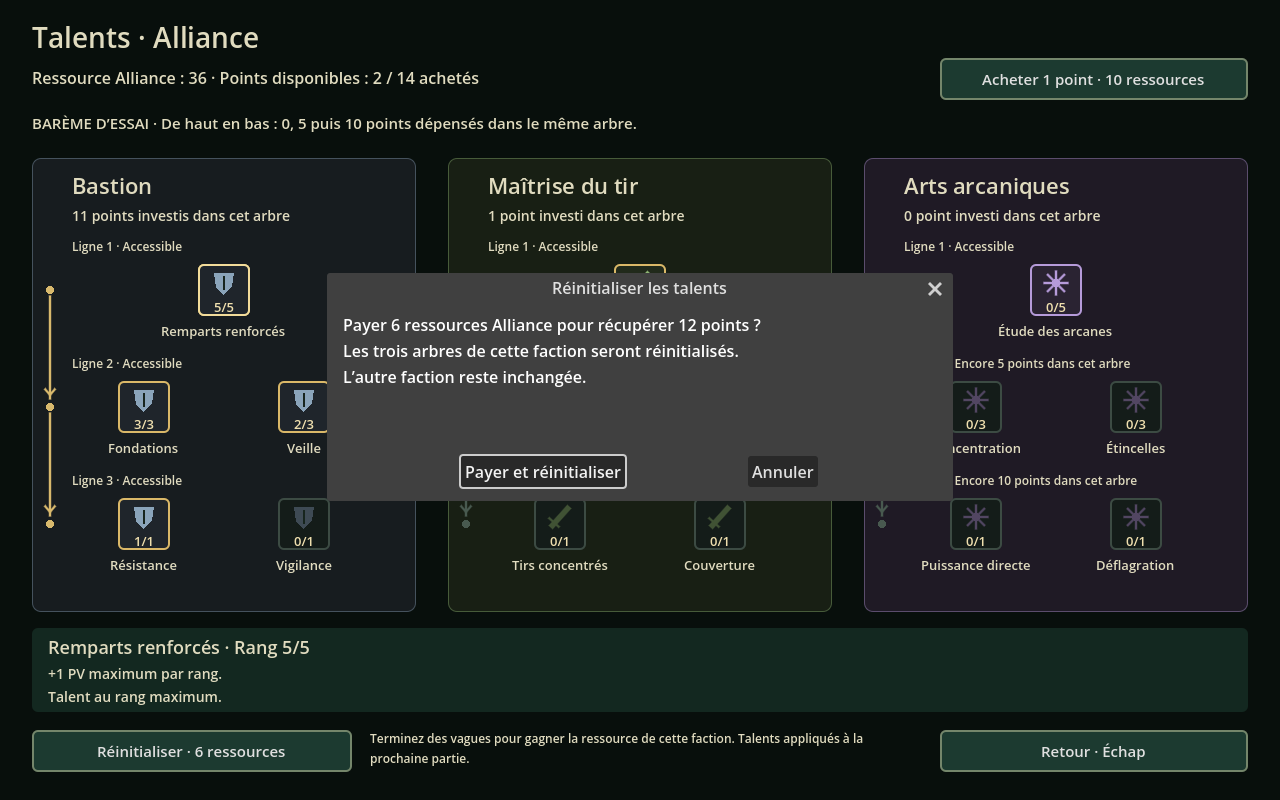 Talents · Alliance
Ressource Alliance : 36 · Points disponibles : 2 / 14 achetés
Acheter 1 point · 10 ressources
BARÈME D’ESSAI · De haut en bas : 0, 5 puis 10 points dépensés dans le même arbre.
Bastion
11 points investis dans cet arbre
Ligne 1 · Accessible
5/5
Remparts renforcés
Ligne 2 · Accessible
3/3
2/3
Fondations
Veille
Ligne 3 · Accessible
1/1
0/1
Résistance
Vigilance
Maîtrise du tir
1 point investi dans cet arbre
Ligne 1 · Accessible
0/1
0/1
Tirs concentrés
Couverture
Arts arcaniques
0 point investi dans cet arbre
Ligne 1 · Accessible
0/5
Étude des arcanes
Encore 5 points dans cet arbre
0/3
0/3
Étincelles
Encore 10 points dans cet arbre
0/1
0/1
Puissance directe
Déflagration
Réinitialiser les talents
Payer 6 ressources Alliance pour récupérer 12 points ?
Les trois arbres de cette faction seront réinitialisés.
L’autre faction reste inchangée.
Payer et réinitialiser
Annuler
Remparts renforcés · Rang 5/5
+1 PV maximum par rang.
Talent au rang maximum.
Réinitialiser · 6 ressources
Terminez des vagues pour gagner la ressource de cette faction. Talents appliqués à la
prochaine partie.
Retour · Échap